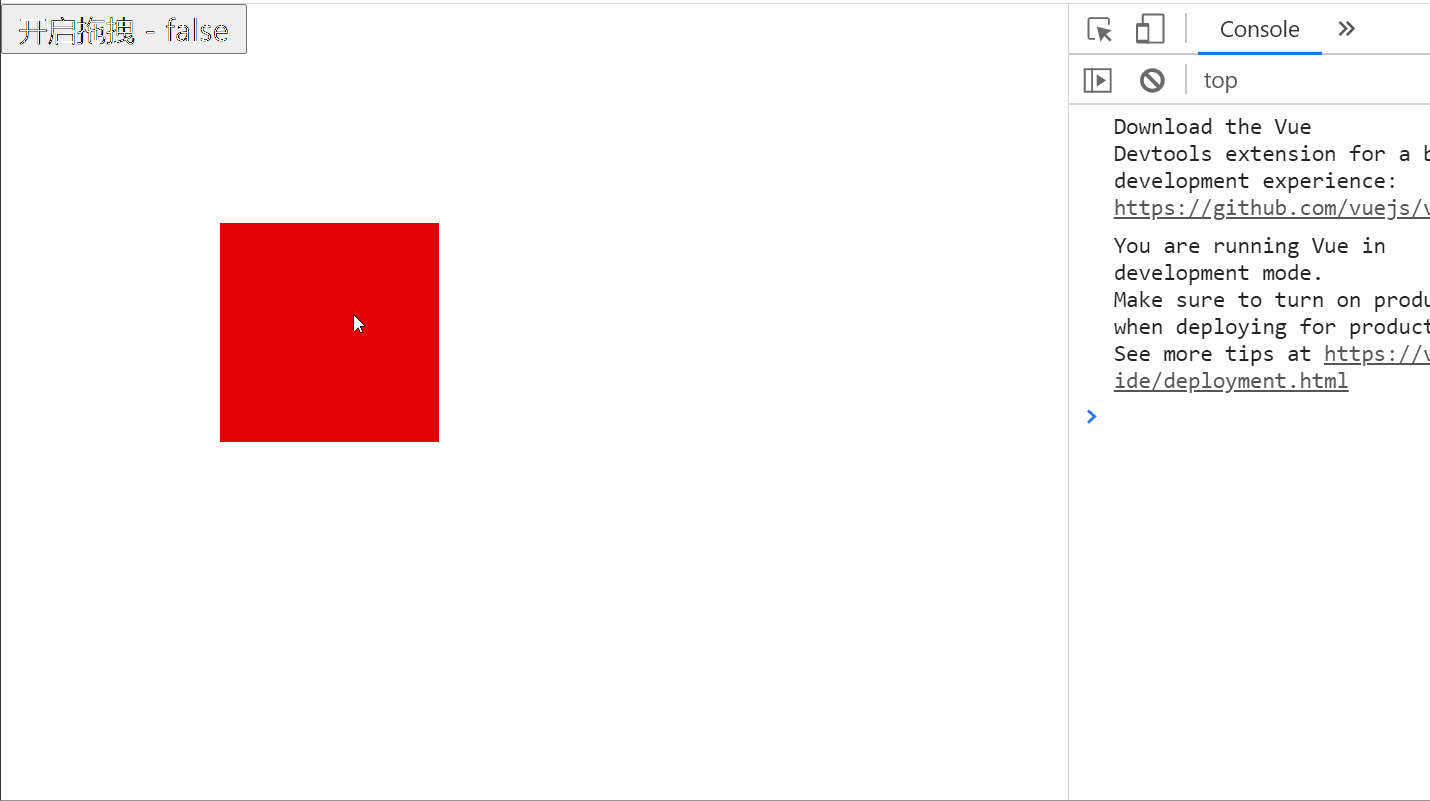 开启拖拽 - false
Console
top
Download the Vue
Devtools extension for a b
development experience:
https://github.com/vuejs/v
You are running Vue in
development mode.
Make sure to turn on produ
when deploying for product
See more tips at https://v
ide/deployment.html